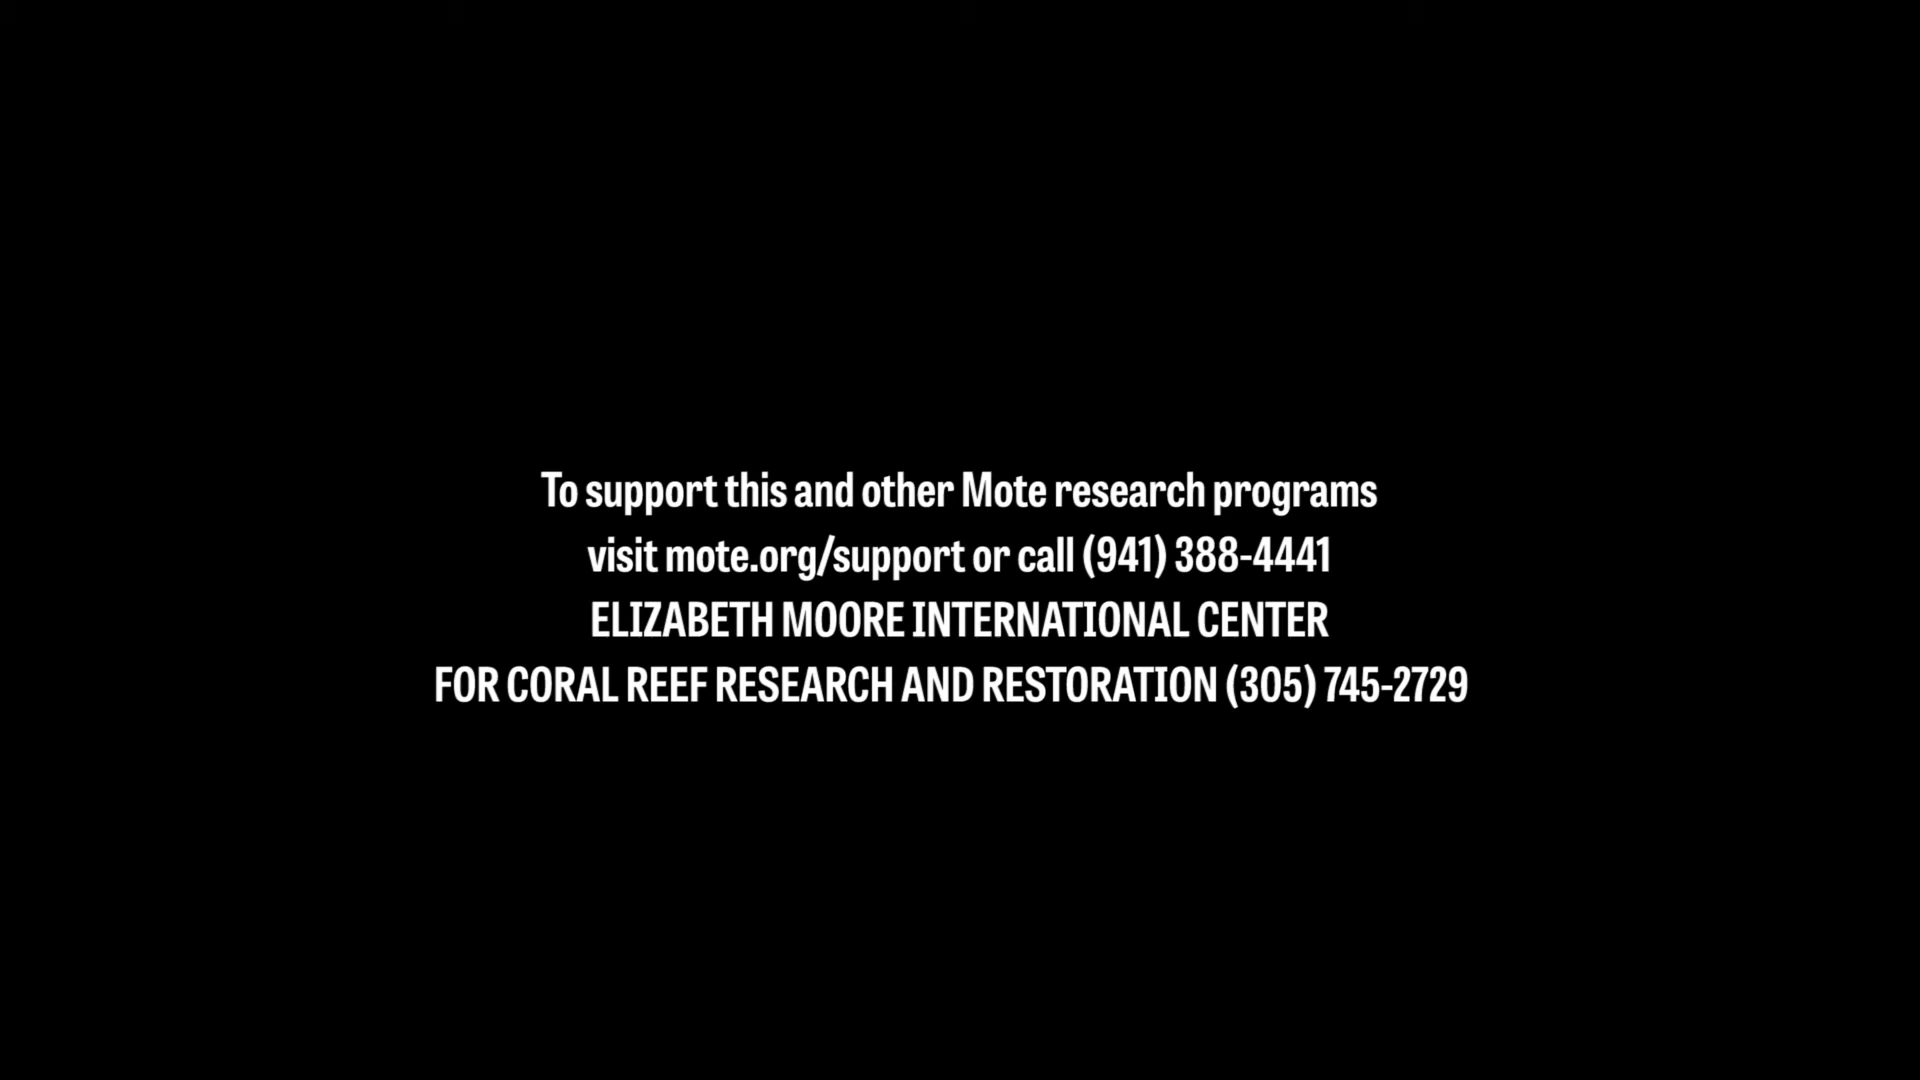 To support this and other Mote research programs
visit mote.org/support or call (941) 388-4441
ELIZABETH MOORE INTERNATIONAL CENTER
FOR CORAL REEF RESEARCH AND RESTORATION (305) 745-2729